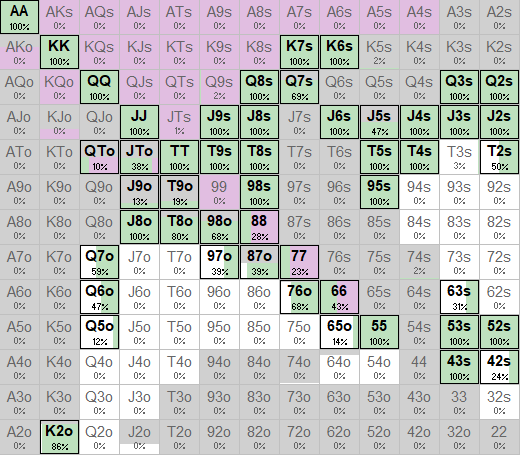 AA AKs AQs AJs ATs A9s A8s A7s A6s A5s A4s A3s A2s
100% 0% 0% 0% 0% 0% 0% 0% 0% 0% 0% 0% 0%
AKo KK KQs KJs KTs K9s K8s K7s K6s K5s K4s K3s K2s
0% 100% 0% 0% 0% 0% 0% 100% 100% 2% 0% 0% 0%
AQo KQo QQ QJs QTs Q9s Q8s Q7s Q6s Q5s Q4s Q3s Q2s
0% 0% 100% 0% 0% 2% 100% 69% 0% 0% 0% 100% 100%
AJo KJo QJo JJ JTs J9s J8s J7s J6s J5s J4s J3s J2s
0% 0% 0% 100% 1% 100% 100% 0% 100% 47% 100% 100% 100%
ATo KTo QTo JTo TT T9s T8s T7s T6s T5s T4s T3s T2s
0% 0% 10% 38% 100% 100% 100% 0% 0% 100% 100% 3% 50%
A9o K9o Q9o J9o T9o 99 98s 97s 96s 95s 94s 93s 92s
0% 0% 0% 13% 19% 0% 100% 0% 0% 100% 0% 0% 0%
A8o K8o Q8o J8o T8o 98o 88 87s 86s 85s 84s 83s 82s
0% 0% 0% 100% 80% 68% 28% 0% 0% 0% 0% 0% 0%
A7o K7o Q7o J7o T7o 97o 87o 77 76s 75s 74s 73s 72s
0% 0% 59% 0% 0% 39% 39% 23% 0% 0% 2% 0% 0%
A6o K6o Q6o J6o T6o 96o 86o 76o 66 65s 64s 63s 62s
0% 0% 47% 0% 0% 0% 0% 68% 43% 0% 0% 31% 0%
A5o K5o Q5o J5o T5o 95o 85o 75o 65o 55 54s 53s 52s
0% 0% 12% 0% 0% 0% 0% 0% 14% 100% 0% 100% 100%
A4o K4o Q4o J4o T4o 94o 84o 74o 64o 54o 44 43s 42s
0% 0% 0% 0% 0% 0% 0% 0% 0% 0% 0% 100% 24%
A3o K3o Q3o J3o T3o 93o 83o 73o 63o 53o 43o 33 32s
0% 0% 0% 0% 0% 0% 0% 0% 0% 0% 0% 0% 0%
A2o K2o Q2o J2o T2o 92o 82o 72o 62o 52o 42o 32o 22
0% 86% 0% 0% 0% 0% 0% 0% 0% 0% 0% 0% 0%